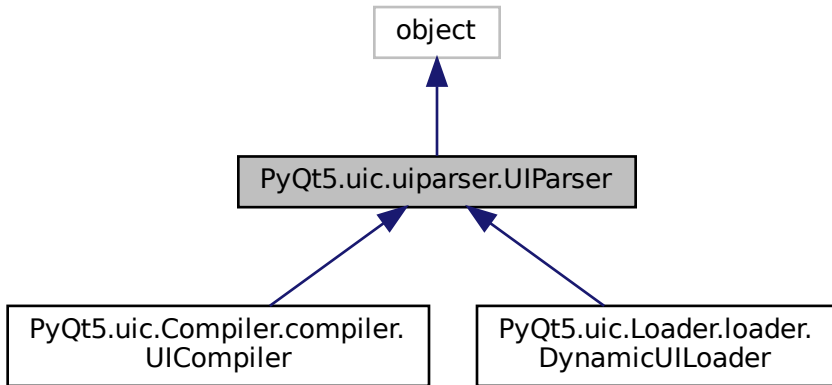 object
PyQt5.uic.uiparser.UIParser
PyQt5.uic.Compiler.compiler.
UICompiler
PyQt5.uic.Loader.loader.
DynamicUILoader